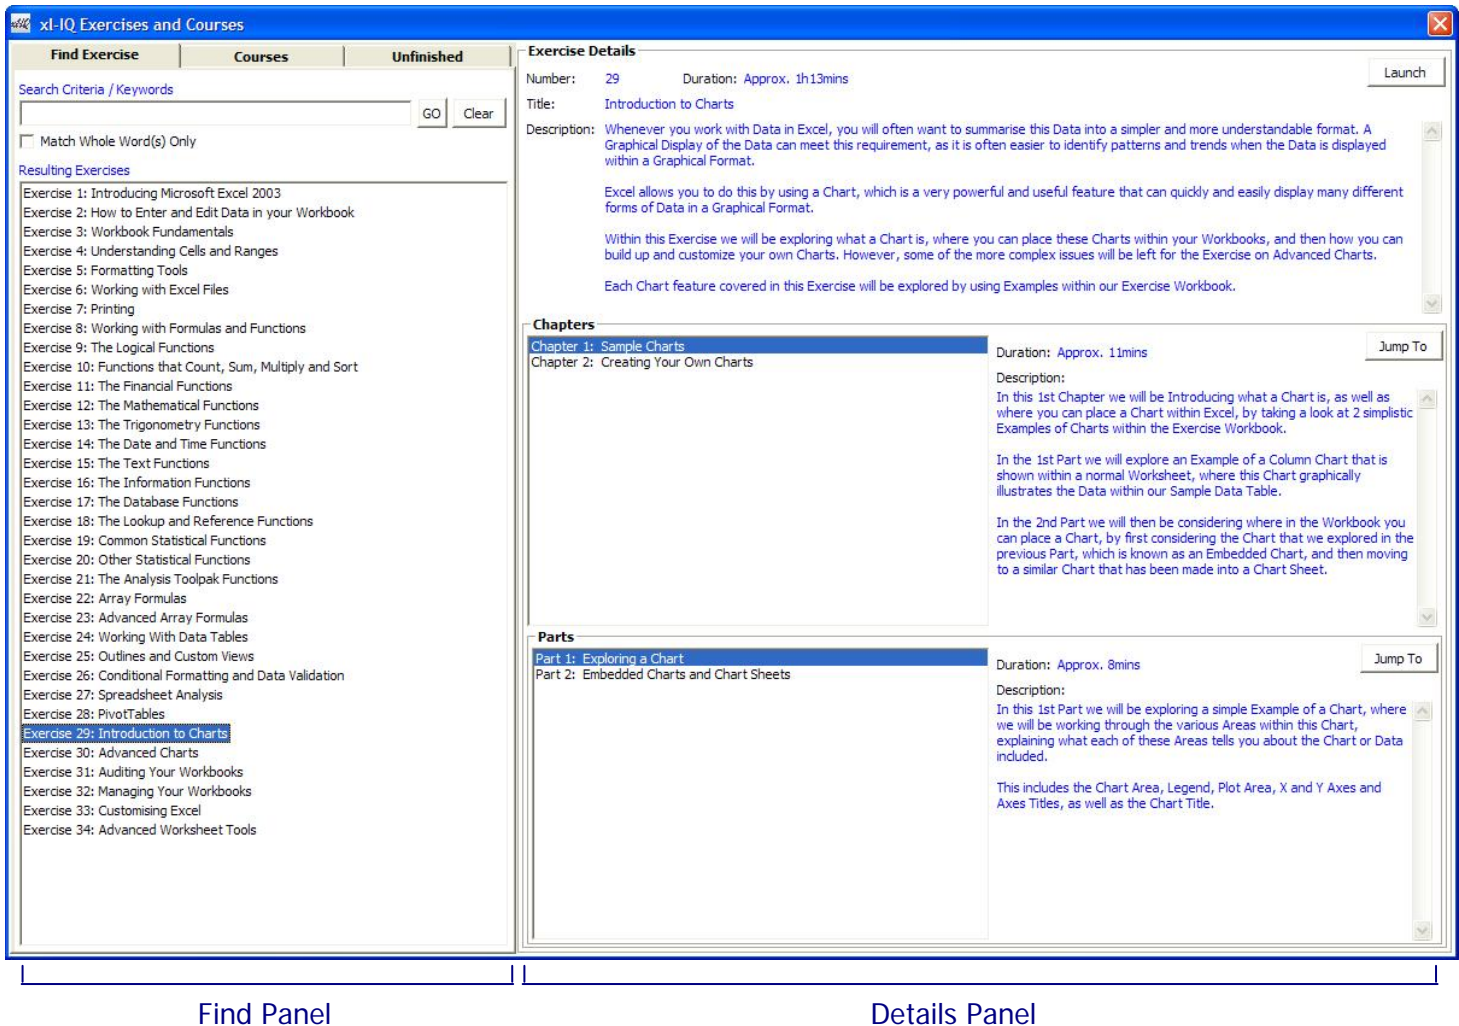 xl-IQ Exercises and Courses
Find Exercise
Courses
Unfinished
Search Criteria / Keywords
GO
Clear
Match Whole Word(s) Only
Resulting Exercises
Exercise 1: Introducing Microsoft Excel 2003
Exercise 2: How to Enter and Edit Data in your Workbook
Exercise 3: Workbook Fundamentals
Exercise 4: Understanding Cells and Ranges
Exercise 5: Formatting Tools
Exercise 6: Working with Excel Files
Exercise 7: Printing
Exercise 8: Working with Formulas and Functions
Exercise 9: The Logical Functions
Exercise 10: Functions that Count, Sum, Multiply and Sort
Exercise 11: The Financial Functions
Exercise 12: The Mathematical Functions
Exercise 13: The Trigonometry Functions
Exercise 14: The Date and Time Functions
Exercise 15: The Text Functions
Exercise 16: The Information Functions
Exercise 17: The Database Functions
Exercise 18: The Lookup and Reference Functions
Exercise 19: Common Statistical Functions
Exercise 20: Other Statistical Functions
Exercise 21: The Analysis Toolpak Functions
Exercise 22: Array Formulas
Exercise 23: Advanced Array Formulas
Exercise 24: Working With Data Tables
Exercise 25: Outlines and Custom Views
Exercise 26: Conditional Formatting and Data Validation
Exercise 27: Spreadsheet Analysis
Exercise 28: PivotTables
Exercise 29: Introduction to Charts
Exercise 30: Advanced Charts
Exercise 31: Auditing Your Workbooks
Exercise 32: Managing Your Workbooks
Exercise 33: Customising Excel
Exercise 34: Advanced Worksheet Tools
Exercise Details
Number: 29 Duration: Approx. 1h13mins
Launch
Title: Introduction to Charts
Description: Whenever you work with Data in Excel, you will often want to summarise this Data into a simpler and more understandable format. A
Graphical Display of the Data can meet this requirement, as it is often easier to identify patterns and trends when the Data is displayed
within a Graphical Format.
Excel allows you to do this by using a Chart, which is a very powerful and useful feature that can quickly and easily display many different
forms of Data in a Graphical Format.
Within this Exercise we will be exploring what a Chart is, where you can place these Charts within your Workbooks, and then how you can
build up and customize your own Charts. However, some of the more complex issues will be left for the Exercise on Advanced Charts.
Each Chart feature covered in this Exercise will be explored by using Examples within our Exercise Workbook.
Chapters
Chapter 1: Sample Charts
Chapter 2: Creating Your Own Charts
Duration: Approx. 11mins
Jump To
Description:
In this 1st Chapter we will be Introducing what a Chart is, as well as
where you can place a Chart within Excel, by taking a look at 2 simplistic
Examples of Charts within the Exercise Workbook.
In the 1st Part we will explore an Example of a Column Chart that is
shown within a normal Worksheet, where this Chart graphically
illustrates the Data within our Sample Data Table.
In the 2nd Part we will then be considering where in the Workbook you
can place a Chart, by first considering the Chart that we explored in the
previous Part, which is known as an Embedded Chart, and then moving
to a similar Chart that has been made into a Chart Sheet.
Parts
Part 1: Exploring a Chart
Part 2: Embedded Charts and Chart Sheets
Duration: Approx. 8mins
Jump To
Description:
In this 1st Part we will be exploring a simple Example of a Chart, where
we will be working through the various Areas within this Chart,
explaining what each of these Areas tells you about the Chart or Data
included.
This includes the Chart Area, Legend, Plot Area, X and Y Axes and
Axes Titles, as well as the Chart Title.
Find Panel
Details Panel